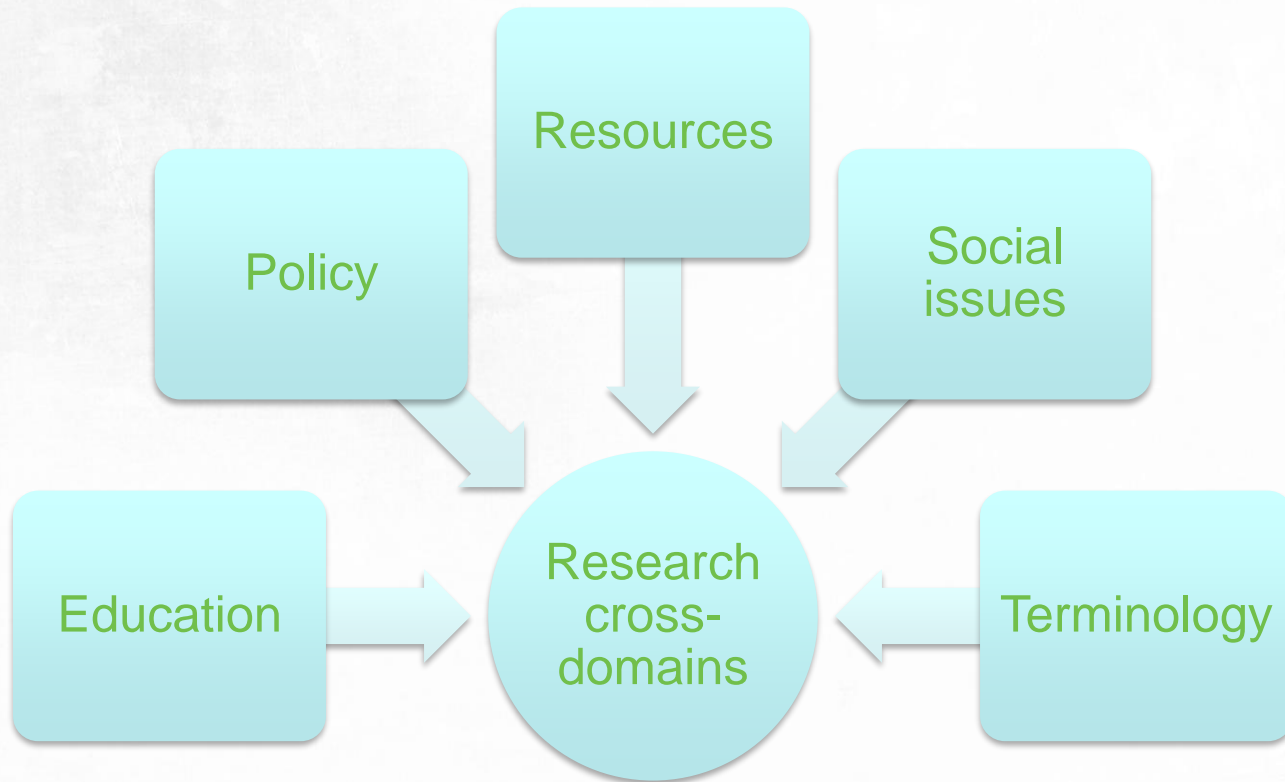 Resources
Policy
Social
issues
Education
Research
cross-
domains
Terminology